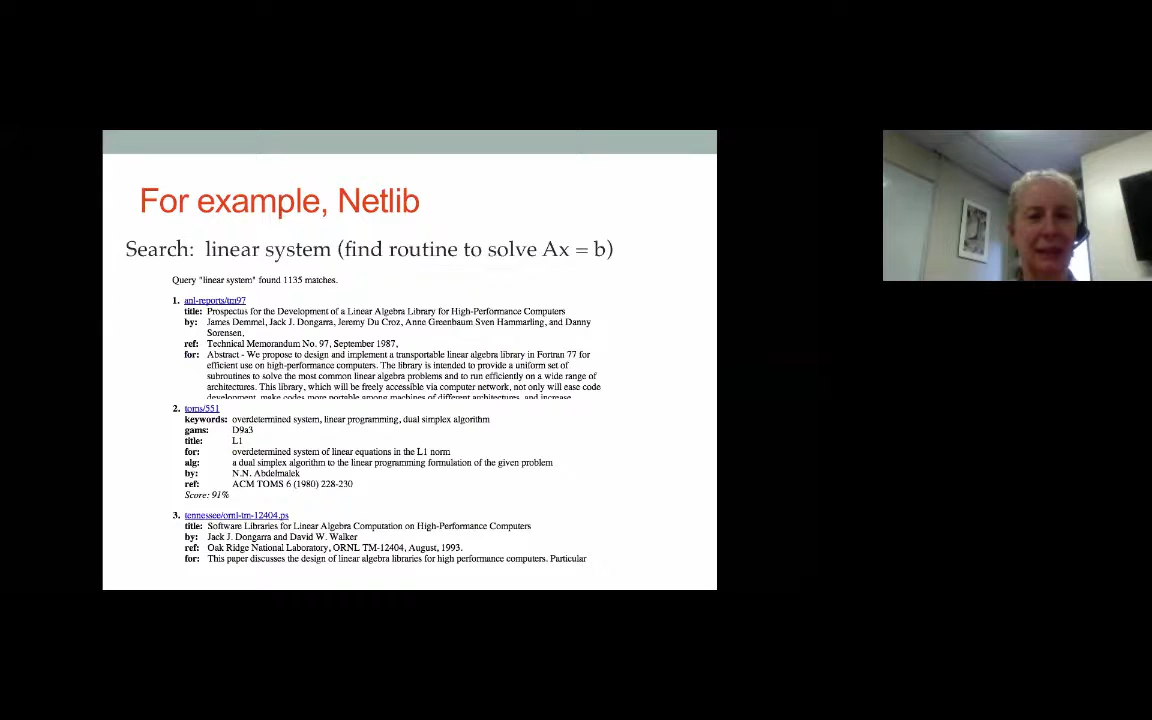 For example, Netlib
Search: linear system (find routine to solve Ax = b)
Query "linear system" found 1135 matches.
1. anl-reports/tm97
title: Prospectus for the Development of a Linear Algebra Library for High-Performance Computers
by: James Demmel, Jack J. Dongarra, Jeremy Du Croz, Anne Greenbaum Sven Hammarling, and Danny
Sorensen,
ref: Technical Memorandum No. 97, September 1987,
for: Abstract - We propose to design and implement a transportable linear algebra library in Fortran 77 for
efficient use on high-performance computers. The library is intended to provide a uniform set of
subroutines to solve the most common linear algebra problems and to run efficiently on a wide range of
architectures. This library, which will be freely accessible via computer network, not only will ease code
development, make codes more portable among machines of different architectures, and increase
2. toms/551
keywords: overdetermined system, linear programming, dual simplex algorithm
gams: D9a3
title: L1
for: overdetermined system of linear equations in the L1 norm
alg: a dual simplex algorithm to the linear programming formulation of the given problem
by: N.N. Abdelmalek
ref: ACM TOMS 6 (1980) 228-230
Score: 91%
3. tennessee/ornl-tm-12404.ps
title: Software Libraries for Linear Algebra Computation on High-Performance Computers
by: Jack J. Dongarra and David W. Walker
ref: Oak Ridge National Laboratory, ORNL TM-12404, August, 1993.
for: This paper discusses the design of linear algebra libraries for high performance computers. Particular